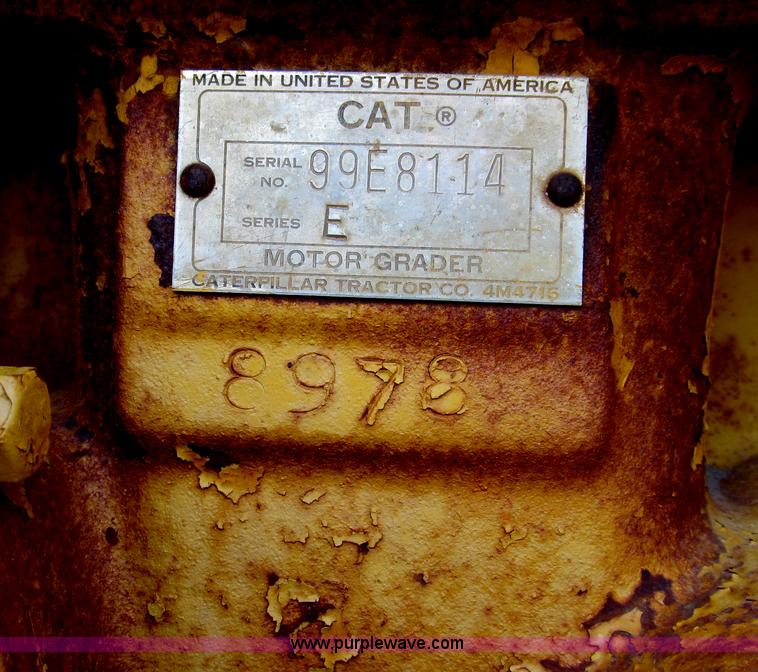 MADE IN UNITED STATES OF AMERICA
CAT ®
SERIAL NO. 99E8114
SERIES E
MOTOR GRADER
CATERPILLAR TRACTOR CO. 4M4716
8978
www.purplewave.com